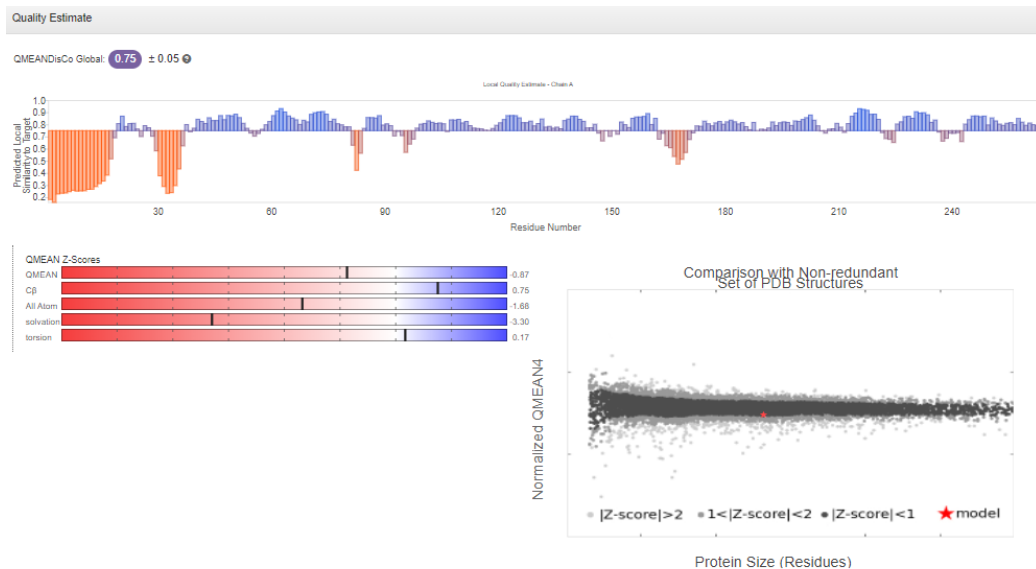 Quality Estimate
QMEANDisCo Global: 0.75 ± 0.05 ?
Local Quality Estimate - Chain A
Predicted Local
Similarity to Target
1.0
0.9
0.8
0.7
0.6
0.5
0.4
0.3
0.2
30 60 90 120 150 180 210 240
Residue Number
QMEAN Z-Scores
QMEAN -0.87
Cβ 0.75
All Atom -1.68
solvation -3.30
torsion 0.17
Comparison with Non-redundant
Set of PDB Structures
Normalized QMEAN4
|Z-score|>2 1<|Z-score|<2 |Z-score|<1 model
Protein Size (Residues)